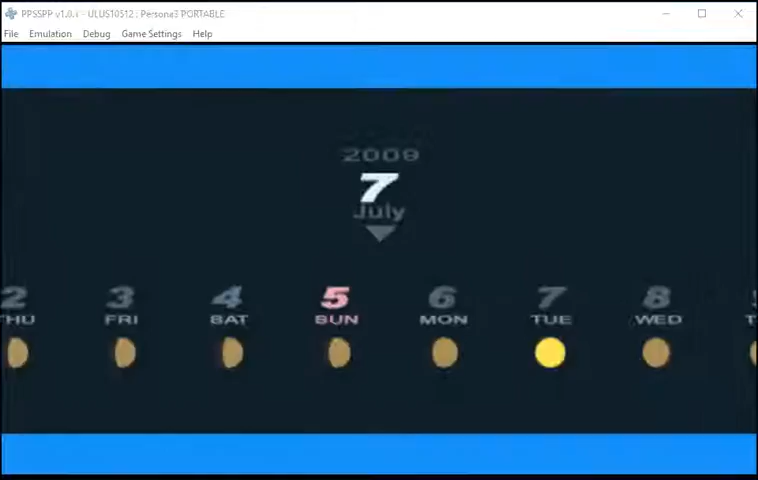 PPSSPP v1.0.1 - ULUS10512 : Persona3 PORTABLE
File Emulation Debug Game Settings Help
2009
7
July
2 3 4 5 6 7 8
THU FRI SAT SUN MON TUE WED